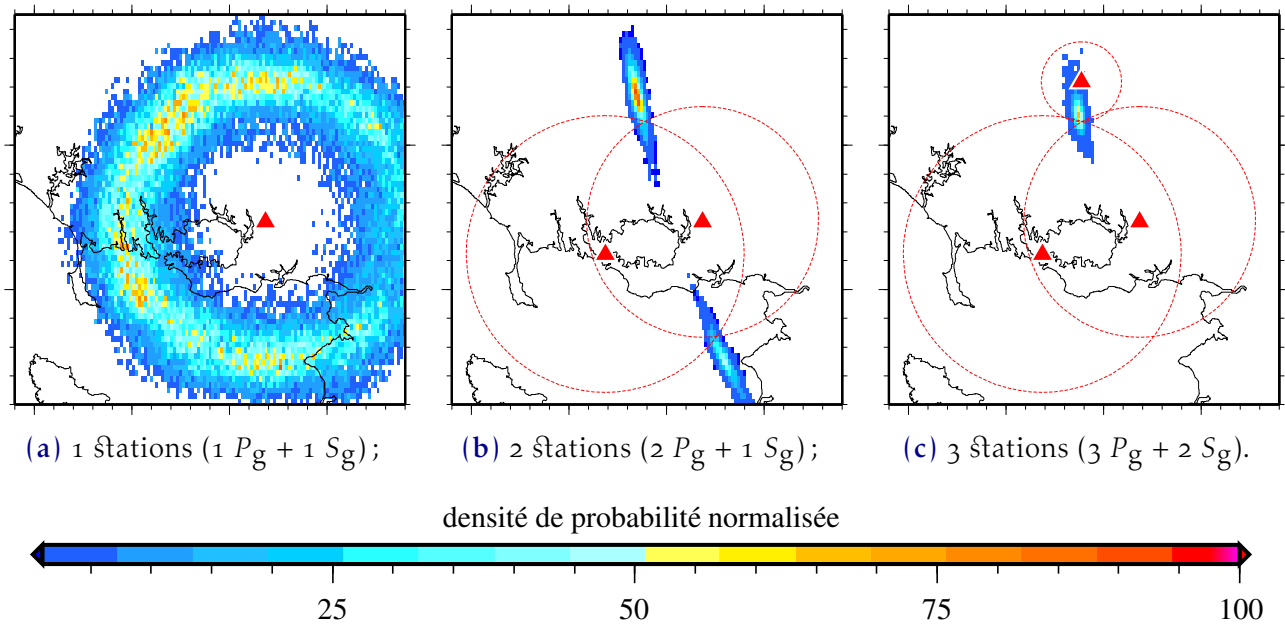 (a) 1 stations (1 Pg + 1 Sg) ;
(b) 2 stations (2 Pg + 1 Sg) ;
(c) 3 stations (3 Pg + 2 Sg).
densité de probabilité normalisée
25 50 75 100